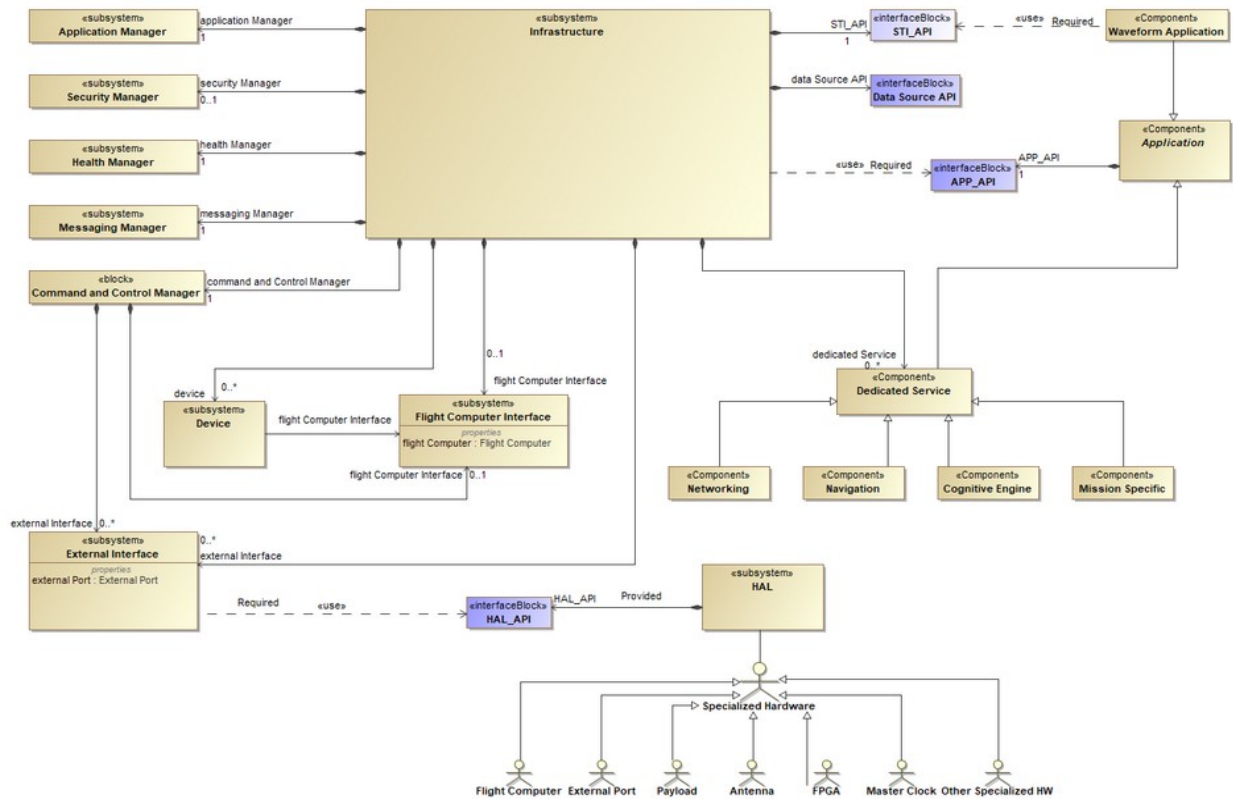 «subsystem»
Application Manager
application Manager
1
«subsystem»
Infrastructure
STI_API
1
«interfaceBlock»
STI_API
«use» Required
«Component»
Waveform Application
«subsystem»
Security Manager
security Manager
0..1
data Source API
«interfaceBlock»
Data Source API
«subsystem»
Health Manager
health Manager
1
«use» Required
«interfaceBlock»
APP_API
APP_API
1
«Component»
Application
«subsystem»
Messaging Manager
messaging Manager
1
«block»
Command and Control Manager
command and Control Manager
1
device
0..*
0..1
flight Computer Interface
dedicated Service
0..*
«subsystem»
Device
flight Computer Interface
«subsystem»
Flight Computer Interface
properties
flight Computer : Flight Computer
flight Computer Interface 0..1
«Component»
Dedicated Service
«Component»
Networking
«Component»
Navigation
«Component»
Cognitive Engine
«Component»
Mission Specific
external Interface 0..*
«subsystem»
External Interface
properties
external Port : External Port
0..*
external Interface
Required «use»
«interfaceBlock»
HAL_API
HAL_API Provided
«subsystem»
HAL
Specialized Hardware
Flight Computer
External Port
Payload
Antenna
FPGA
Master Clock
Other Specialized HW